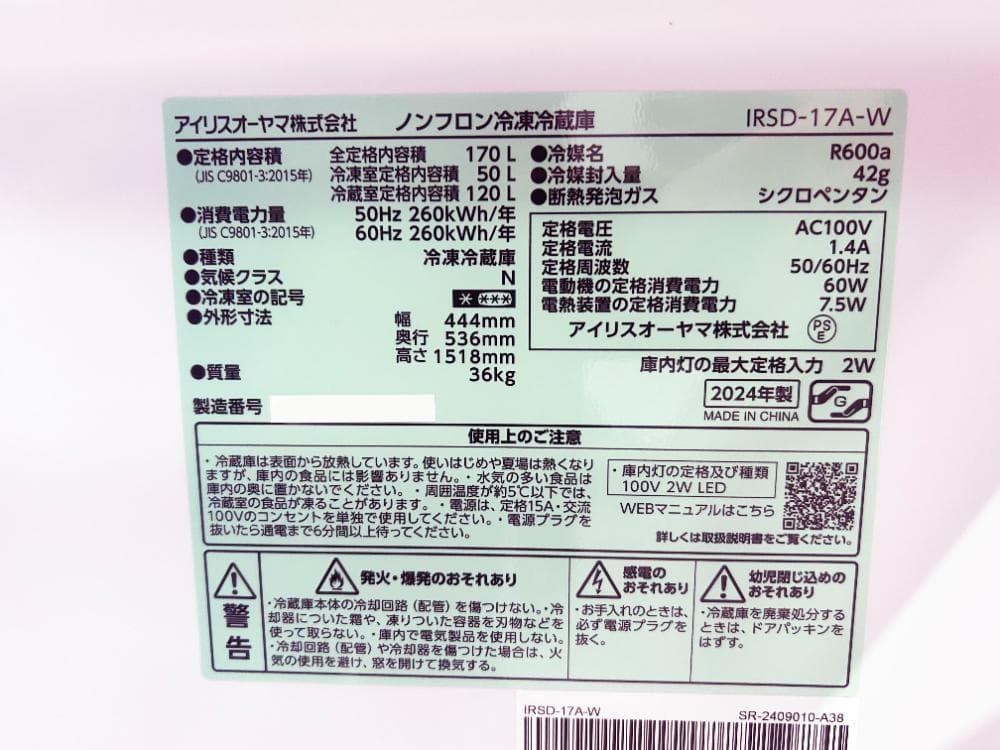 アイリスオーヤマ株式会社 ノンフロン冷凍冷蔵庫 IRSD-17A-W
●定格内容積 全定格内容積 170 L
(JIS C9801-3:2015年) 冷凍室定格内容積 50 L
冷蔵室定格内容積 120 L
●消費電力量 50Hz 260kWh/年
(JIS C9801-3:2015年) 60Hz 260kWh/年
●種類 冷凍冷蔵庫
●気候クラス N
●冷凍室の記号
●外形寸法 幅 444mm
奥行 536mm
高さ 1518mm
●質量 36kg
製造番号
●冷媒名 R600a
●冷媒封入量 42g
●断熱発泡ガス シクロペンタン
定格電圧 AC100V
定格電流 1.4A
定格周波数 50/60Hz
電動機の定格消費電力 60W
電熱装置の定格消費電力 7.5W
アイリスオーヤマ株式会社 PSE
庫内灯の最大定格入力 2W
2024年製
MADE IN CHINA
G
使用上のご注意
・冷蔵庫は表面から放熱しています。使いはじめや夏場は熱くなり
ますが、庫内の食品には影響ありません。・水気の多い食品は
庫内の奥に置かないでください。・周囲温度が約5℃以下では、
冷蔵室の食品が凍ることがあります。・電源は、定格15A・交流
100Vのコンセントを単独で使用してください。・電源プラグを
抜いたら通電まで6分間以上待ってください。
・庫内灯の定格及び種類
100V 2W LED
WEBマニュアルはこちら
詳しくは取扱説明書をご覧ください。
警告
発火・爆発のおそれあり
・冷蔵庫本体の冷却回路（配管）を傷つけない。・冷
却器についた霜や、凍りついた容器を刃物などを
使って取らない。・庫内で電気製品を使用しない。
・冷却回路（配管）や冷却器を傷つけた場合は、火
気の使用を避け、窓を開けて換気する。
感電の
おそれあり
・お手入れのときは、
必ず電源プラグを
抜く。
幼児閉じ込めの
おそれあり
・冷蔵庫を廃棄処分する
ときは、ドアパッキンを
はずす。
IRSD-17A-W SR-2409010-A38